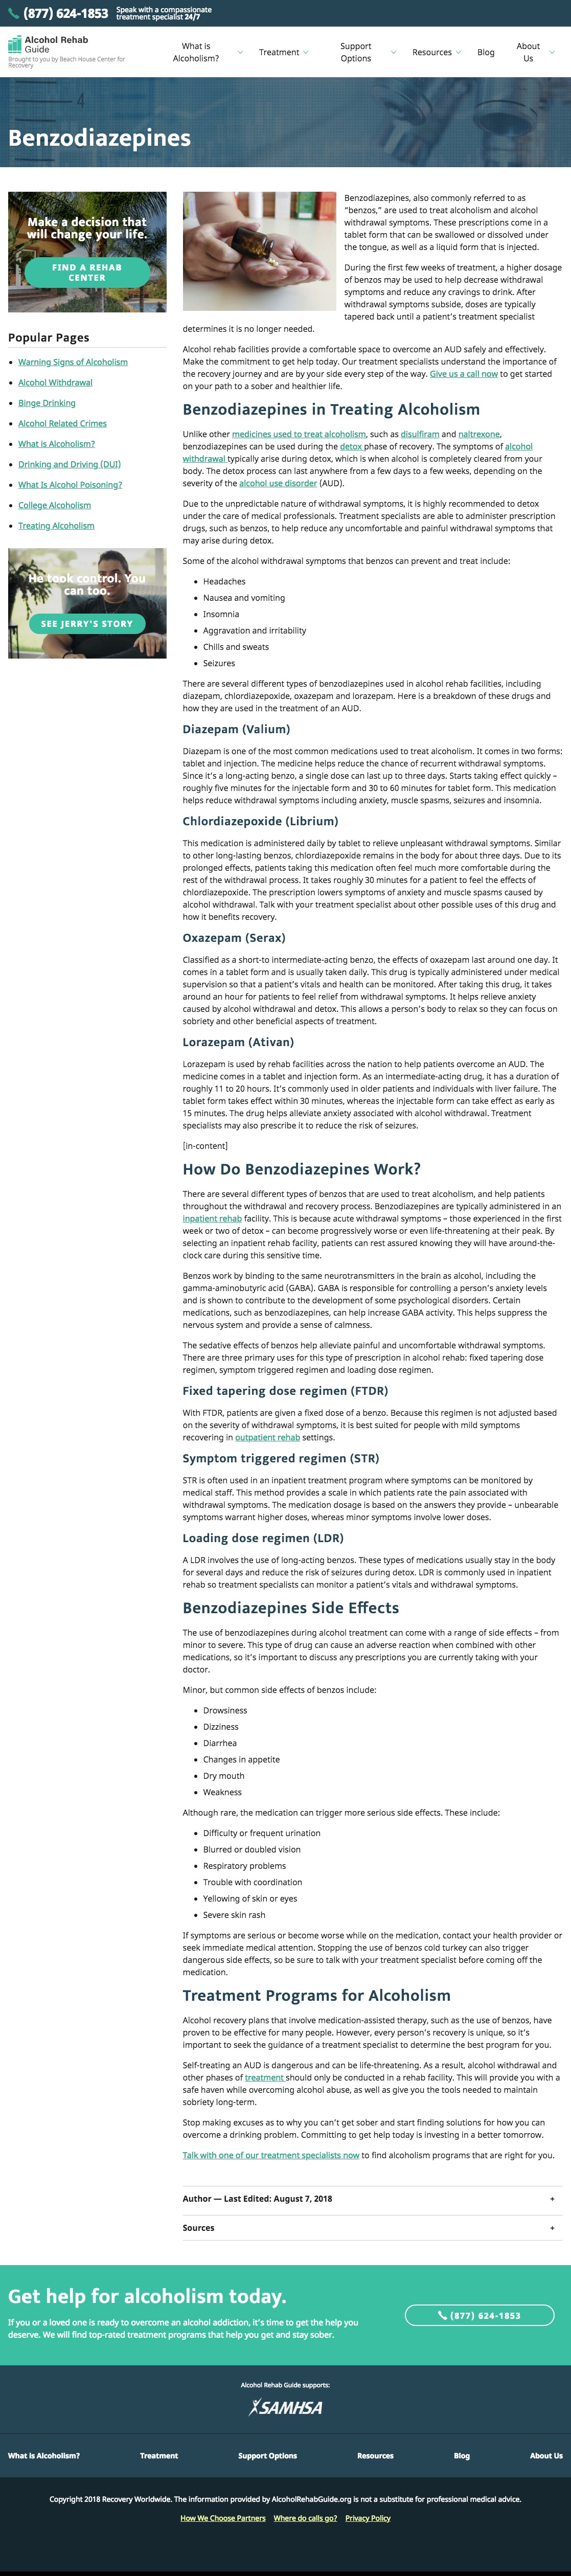 (877) 624-1853
Speak with a compassionate
treatment specialist 24/7
Alcohol Rehab
Guide
Brought to you by Beach House Center for
Recovery
What is
Alcoholism?
Treatment
Support
Options
Resources
Blog
About
Us
Benzodiazepines
Make a decision that
will change your life.
FIND A REHAB
CENTER
Popular Pages
Warning Signs of Alcoholism
Alcohol Withdrawal
Binge Drinking
Alcohol Related Crimes
What is Alcoholism?
Drinking and Driving (DUI)
What Is Alcohol Poisoning?
College Alcoholism
Treating Alcoholism
He took control. You
can too.
SEE JERRY'S STORY
Benzodiazepines, also commonly referred to as
“benzos,” are used to treat alcoholism and alcohol
withdrawal symptoms. These prescriptions come in a
tablet form that can be swallowed or dissolved under
the tongue, as well as a liquid form that is injected.
During the first few weeks of treatment, a higher dosage
of benzos may be used to help decrease withdrawal
symptoms and reduce any cravings to drink. After
withdrawal symptoms subside, doses are typically
tapered back until a patient's treatment specialist
determines it is no longer needed.
Alcohol rehab facilities provide a comfortable space to overcome an AUD safely and effectively.
Make the commitment to get help today. Our treatment specialists understand the importance of
the recovery journey and are by your side every step of the way. Give us a call now to get started
on your path to a sober and healthier life.
Benzodiazepines in Treating Alcoholism
Unlike other medicines used to treat alcoholism, such as disulfiram and naltrexone,
benzodiazepines can be used during the detox phase of recovery. The symptoms of alcohol
withdrawal typically arise during detox, which is when alcohol is completely cleared from your
body. The detox process can last anywhere from a few days to a few weeks, depending on the
severity of the alcohol use disorder (AUD).
Due to the unpredictable nature of withdrawal symptoms, it is highly recommended to detox
under the care of medical professionals. Treatment specialists are able to administer prescription
drugs, such as benzos, to help reduce any uncomfortable and painful withdrawal symptoms that
may arise during detox.
Some of the alcohol withdrawal symptoms that benzos can prevent and treat include:
Headaches
Nausea and vomiting
Insomnia
Aggravation and irritability
Chills and sweats
Seizures
There are several different types of benzodiazepines used in alcohol rehab facilities, including
diazepam, chlordiazepoxide, oxazepam and lorazepam. Here is a breakdown of these drugs and
how they are used in the treatment of an AUD.
Diazepam (Valium)
Diazepam is one of the most common medications used to treat alcoholism. It comes in two forms:
tablet and injection. The medicine helps reduce the chance of recurrent withdrawal symptoms.
Since it's a long-acting benzo, a single dose can last up to three days. Starts taking effect quickly –
roughly five minutes for the injectable form and 30 to 60 minutes for tablet form. This medication
helps reduce withdrawal symptoms including anxiety, muscle spasms, seizures and insomnia.
Chlordiazepoxide (Librium)
This medication is administered daily by tablet to relieve unpleasant withdrawal symptoms. Similar
to other long-lasting benzos, chlordiazepoxide remains in the body for about three days. Due to its
prolonged effects, patients taking this medication often feel much more comfortable during the
rest of the withdrawal process. It takes roughly 30 minutes for a patient to feel the effects of
chlordiazepoxide. The prescription lowers symptoms of anxiety and muscle spasms caused by
alcohol withdrawal. Talk with your treatment specialist about other possible uses of this drug and
how it benefits recovery.
Oxazepam (Serax)
Classified as a short-to intermediate-acting benzo, the effects of oxazepam last around one day. It
comes in a tablet form and is usually taken daily. This drug is typically administered under medical
supervision so that a patient's vitals and health can be monitored. After taking this drug, it takes
around an hour for patients to feel relief from withdrawal symptoms. It helps relieve anxiety
caused by alcohol withdrawal and detox. This allows a person's body to relax so they can focus on
sobriety and other beneficial aspects of treatment.
Lorazepam (Ativan)
Lorazepam is used by rehab facilities across the nation to help patients overcome an AUD. The
medicine comes in a tablet and injection form. As an intermediate-acting drug, it has a duration of
roughly 11 to 20 hours. It's commonly used in older patients and individuals with liver failure. The
tablet form takes effect within 30 minutes, whereas the injectable form can take effect as early as
15 minutes. The drug helps alleviate anxiety associated with alcohol withdrawal. Treatment
specialists may also prescribe it to reduce the risk of seizures.
[in-content]
How Do Benzodiazepines Work?
There are several different types of benzos that are used to treat alcoholism, and help patients
throughout the withdrawal and recovery process. Benzodiazepines are typically administered in an
inpatient rehab facility. This is because acute withdrawal symptoms – those experienced in the first
week or two of detox – can become progressively worse or even life-threatening at their peak. By
selecting an inpatient rehab facility, patients can rest assured knowing they will have around-the-
clock care during this sensitive time.
Benzos work by binding to the same neurotransmitters in the brain as alcohol, including the
gamma-aminobutyric acid (GABA). GABA is responsible for controlling a person's anxiety levels
and is shown to contribute to the development of some psychological disorders. Certain
medications, such as benzodiazepines, can help increase GABA activity. This helps suppress the
nervous system and provide a sense of calmness.
The sedative effects of benzos help alleviate painful and uncomfortable withdrawal symptoms.
There are three primary uses for this type of prescription in alcohol rehab: fixed tapering dose
regimen, symptom triggered regimen and loading dose regimen.
Fixed tapering dose regimen (FTDR)
With FTDR, patients are given a fixed dose of a benzo. Because this regimen is not adjusted based
on the severity of withdrawal symptoms, it is best suited for people with mild symptoms
recovering in outpatient rehab settings.
Symptom triggered regimen (STR)
STR is often used in an inpatient treatment program where symptoms can be monitored by
medical staff. This method provides a scale in which patients rate the pain associated with
withdrawal symptoms. The medication dosage is based on the answers they provide – unbearable
symptoms warrant higher doses, whereas minor symptoms involve lower doses.
Loading dose regimen (LDR)
A LDR involves the use of long-acting benzos. These types of medications usually stay in the body
for several days and reduce the risk of seizures during detox. LDR is commonly used in inpatient
rehab so treatment specialists can monitor a patient's vitals and withdrawal symptoms.
Benzodiazepines Side Effects
The use of benzodiazepines during alcohol treatment can come with a range of side effects – from
minor to severe. This type of drug can cause an adverse reaction when combined with other
medications, so it's important to discuss any prescriptions you are currently taking with your
doctor.
Minor, but common side effects of benzos include:
Drowsiness
Dizziness
Diarrhea
Changes in appetite
Dry mouth
Weakness
Although rare, the medication can trigger more serious side effects. These include:
Difficulty or frequent urination
Blurred or doubled vision
Respiratory problems
Trouble with coordination
Yellowing of skin or eyes
Severe skin rash
If symptoms are serious or become worse while on the medication, contact your health provider or
seek immediate medical attention. Stopping the use of benzos cold turkey can also trigger
dangerous side effects, so be sure to talk with your treatment specialist before coming off the
medication.
Treatment Programs for Alcoholism
Alcohol recovery plans that involve medication-assisted therapy, such as the use of benzos, have
proven to be effective for many people. However, every person's recovery is unique, so it's
important to seek the guidance of a treatment specialist to determine the best program for you.
Self-treating an AUD is dangerous and can be life-threatening. As a result, alcohol withdrawal and
other phases of treatment should only be conducted in a rehab facility. This will provide you with a
safe haven while overcoming alcohol abuse, as well as give you the tools needed to maintain
sobriety long-term.
Stop making excuses as to why you can't get sober and start finding solutions for how you can
overcome a drinking problem. Committing to get help today is investing in a better tomorrow.
Talk with one of our treatment specialists now to find alcoholism programs that are right for you.
Author — Last Edited: August 7, 2018 +
Sources +
Get help for alcoholism today.
If you or a loved one is ready to overcome an alcohol addiction, it's time to get the help you
deserve. We will find top-rated treatment programs that help you get and stay sober.
(877) 624-1853
Alcohol Rehab Guide supports:
SAMHSA
What is Alcoholism?
Treatment
Support Options
Resources
Blog
About Us
Copyright 2018 Recovery Worldwide. The information provided by AlcoholRehabGuide.org is not a substitute for professional medical advice.
How We Choose Partners Where do calls go? Privacy Policy